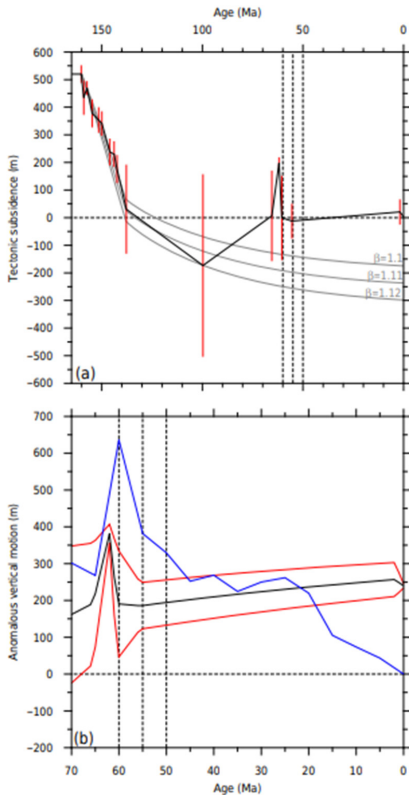 Age (Ma)
150 100 50 0
600
500
400
300
200
100
0
−100
−200
−300
−400
−500
−600
Tectonic subsidence (m)
β=1.1
β=1.11
β=1.12
(a)
700
600
500
400
300
200
100
0
−100
−200
Anomalous vertical motion (m)
(b)
70 60 50 40 30 20 10 0
Age (Ma)